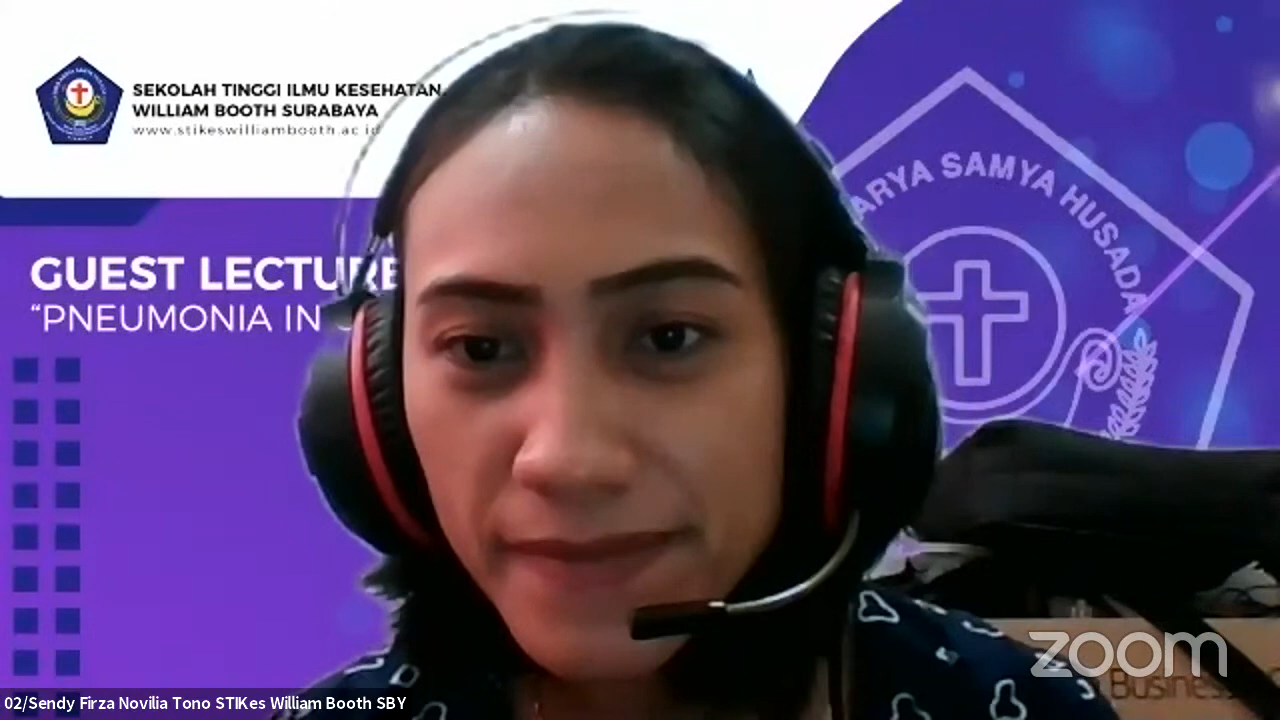 SEKOLAH TINGGI ILMU KESEHATAN
WILLIAM BOOTH SURABAYA
www.stikeswilliambooth.ac.id
GUEST LECTURE
“PNEUMONIA IN
ARYA SAMYA HUSADA
zoom
Business
02/Sendy Firza Novilia Tono STIKes William Booth SBY